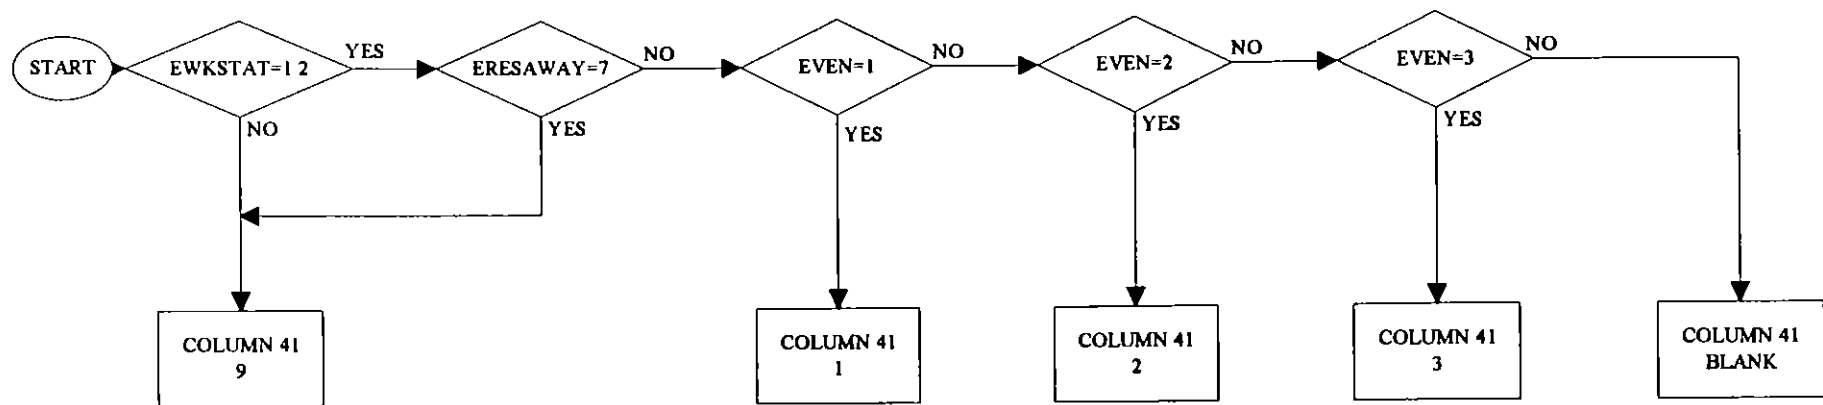 START
EWKSTAT=1 2
YES
NO
ERESAWAY=7
NO
YES
EVEN=1
NO
YES
EVEN=2
NO
YES
EVEN=3
NO
YES
COLUMN 41
9
COLUMN 41
1
COLUMN 41
2
COLUMN 41
3
COLUMN 41
BLANK